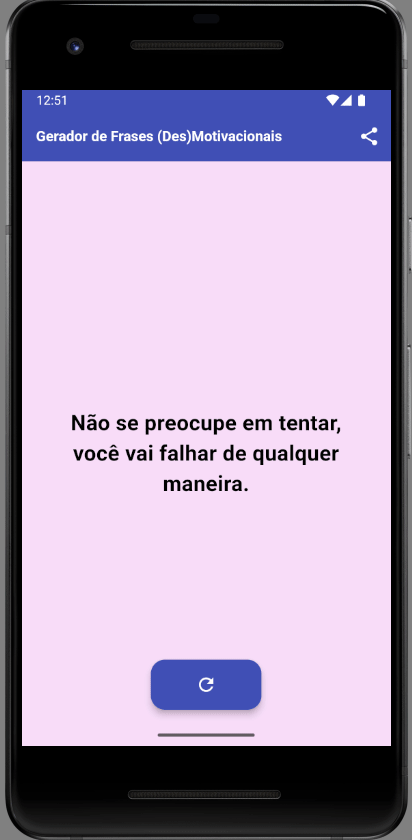 12:51
Gerador de Frases (Des)Motivacionais
Não se preocupe em tentar,
você vai falhar de qualquer
maneira.